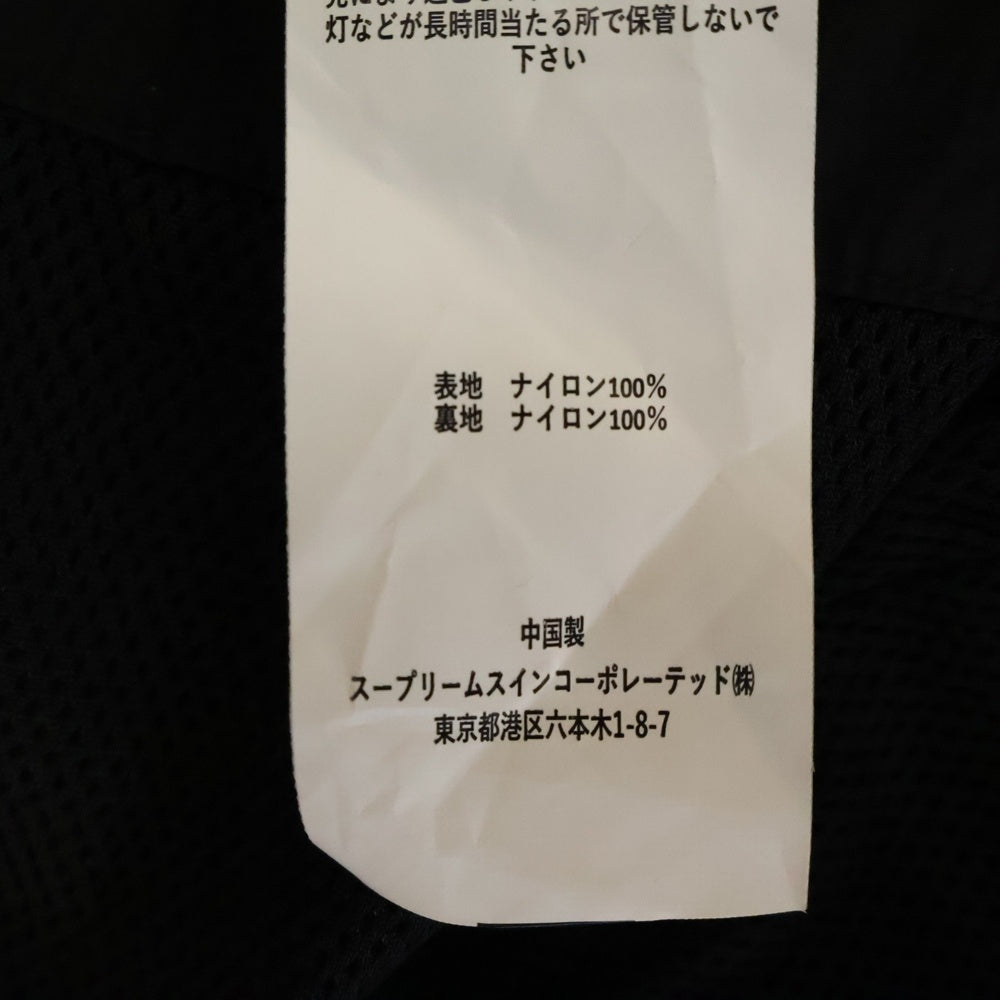 灯などが長時間当たる所で保管しないで
下さい
表地　ナイロン100%
裏地　ナイロン100%
中国製
スープリームスインコーポレーテッド㈱
東京都港区六本木1-8-7